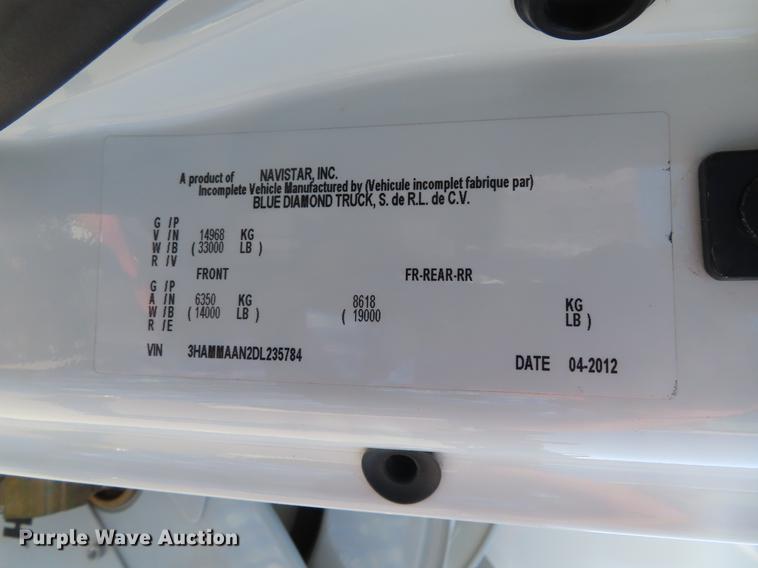 A product of NAVISTAR, INC.
Incomplete Vehicle Manufactured by (Vehicule incomplet fabrique par)
BLUE DIAMOND TRUCK, S. de R.L. de C.V.
G /P
V /N 14968 KG
W /B ( 33000 LB )
R /V
FRONT FR-REAR-RR
G /P
A /N 6350 KG 8618 KG
W /B ( 14000 LB ) ( 19000 LB )
R /E
VIN 3HAMMAAN2DL235784 DATE 04-2012
Purple Wave Auction